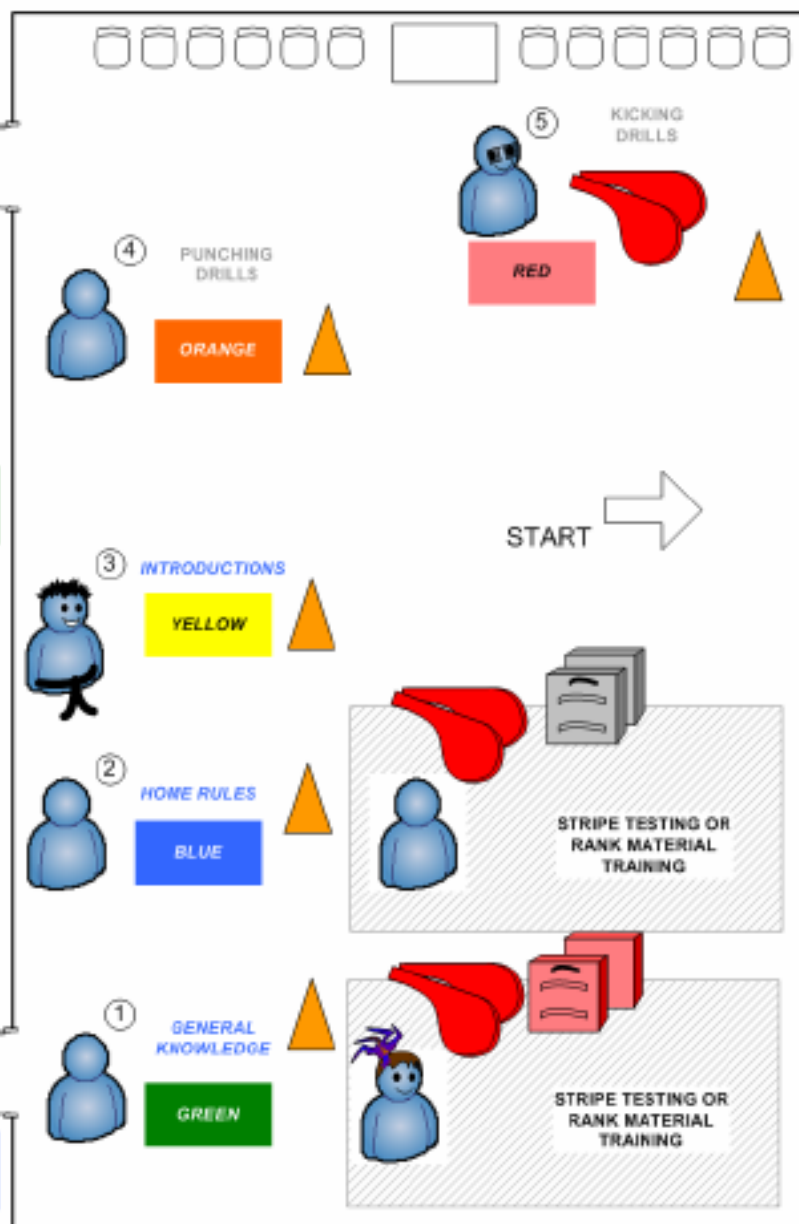 5
KICKING
DRILLS
RED
4
PUNCHING
DRILLS
ORANGE
START
3
INTRODUCTIONS
YELLOW
2
HOME RULES
BLUE
STRIPE TESTING OR
RANK MATERIAL
TRAINING
1
GENERAL
KNOWLEDGE
GREEN
STRIPE TESTING OR
RANK MATERIAL
TRAINING